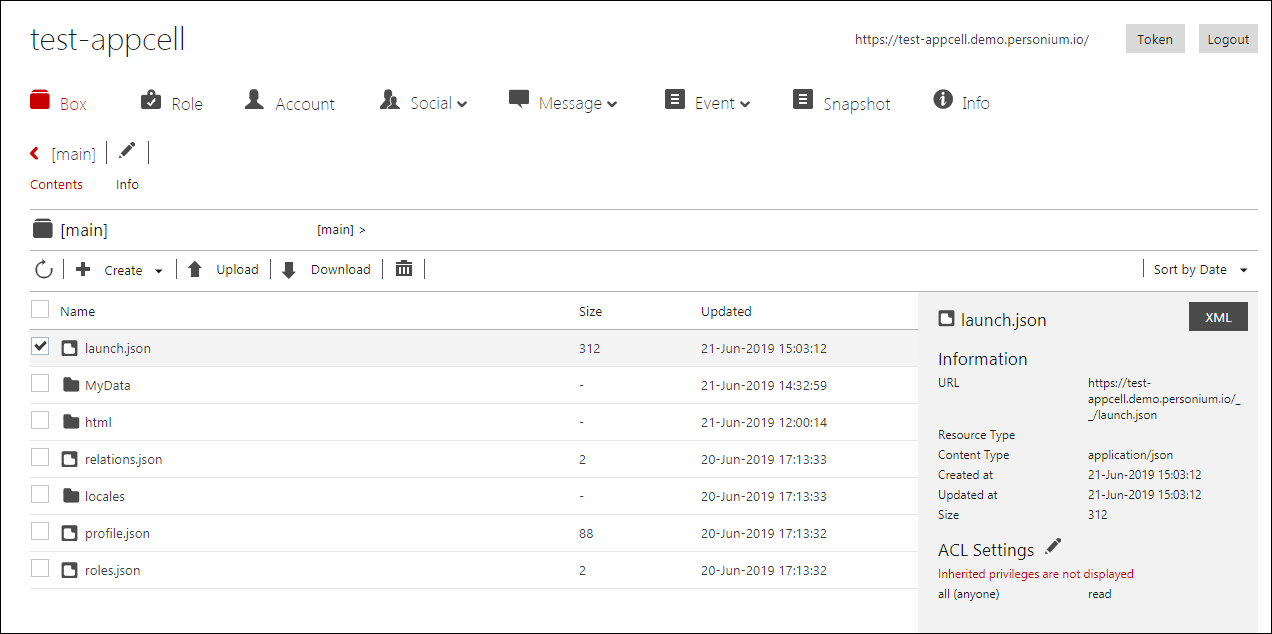 test-appcell
https://test-appcell.demo.personium.io/ Token Logout
Box Role Account Social Message Event Snapshot Info
[main]
Contents Info
[main] [main] >
Create Upload Download Sort by Date
Name Size Updated
launch.json 312 21-Jun-2019 15:03:12
MyData - 21-Jun-2019 14:32:59
html - 21-Jun-2019 12:00:14
relations.json 2 20-Jun-2019 17:13:33
locales - 20-Jun-2019 17:13:33
profile.json 88 20-Jun-2019 17:13:32
roles.json 2 20-Jun-2019 17:13:32
launch.json XML
Information
URL https://test-
appcell.demo.personium.io/_
_/launch.json
Resource Type
Content Type application/json
Created at 21-Jun-2019 15:03:12
Updated at 21-Jun-2019 15:03:12
Size 312
ACL Settings
Inherited privileges are not displayed
all (anyone) read